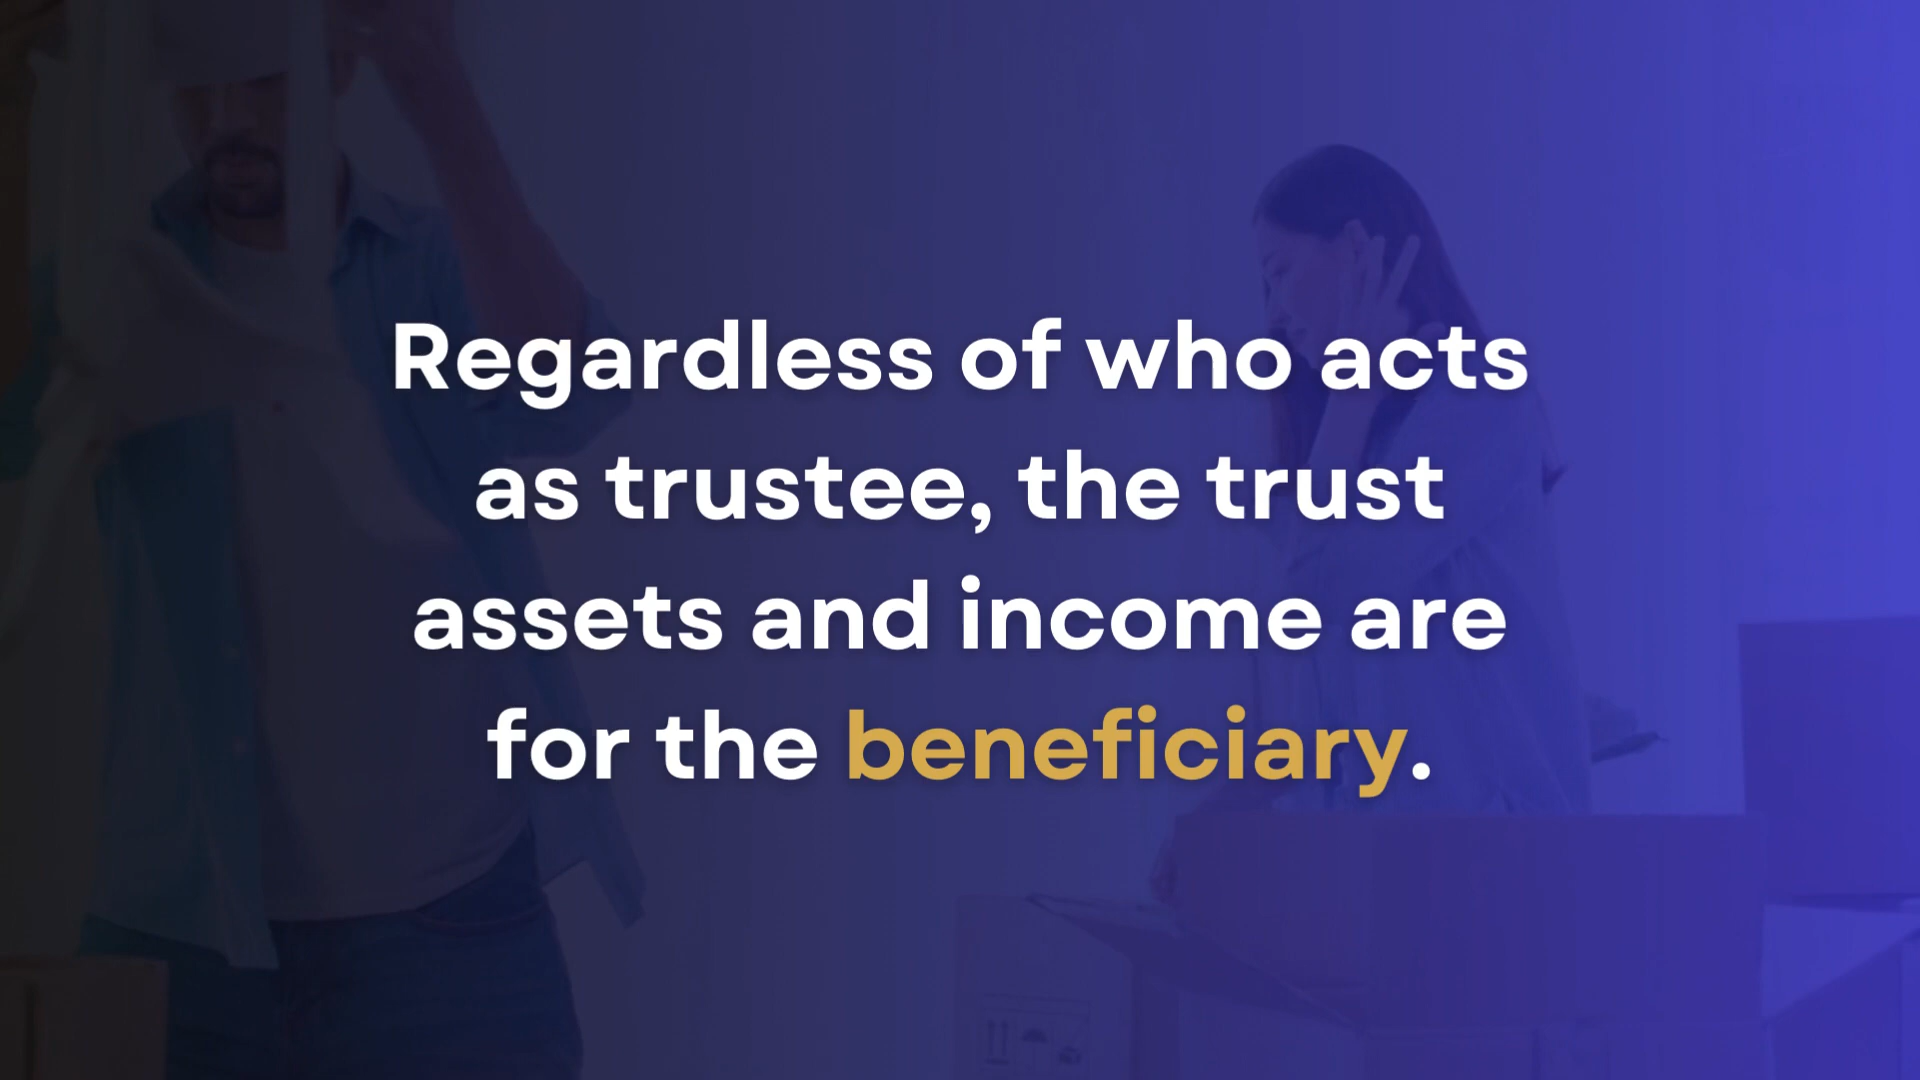 Regardless of who acts
as trustee, the trust
assets and income are
for the beneficiary.